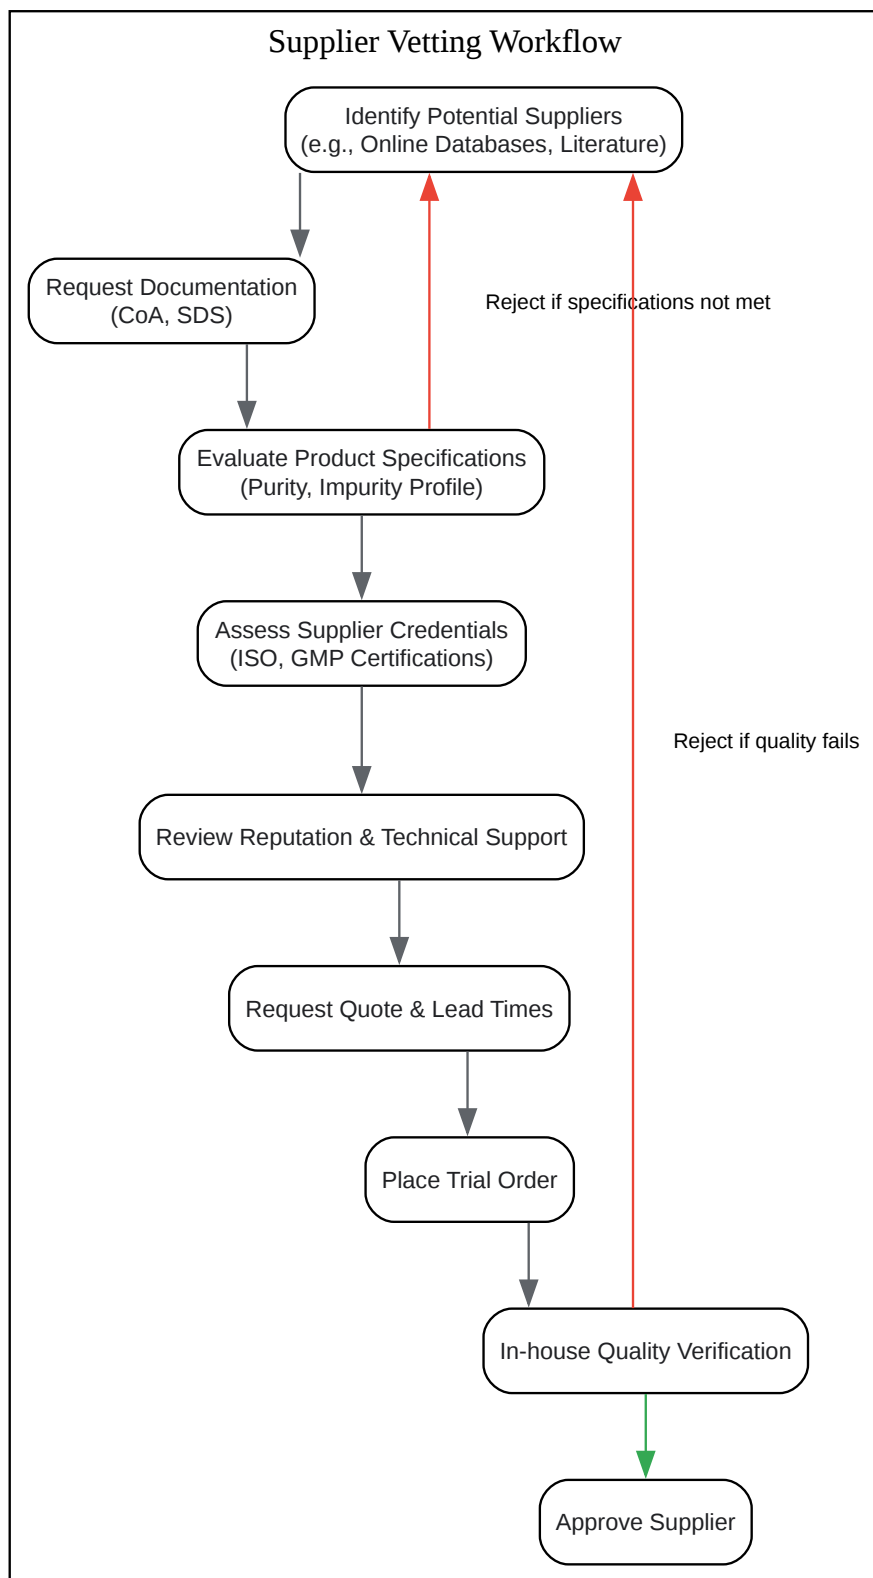 Supplier Vetting Workflow
Identify Potential Suppliers
(e.g., Online Databases, Literature)
Request Documentation
(CoA, SDS)
Reject if specifications not met
Evaluate Product Specifications
(Purity, Impurity Profile)
Assess Supplier Credentials
(ISO, GMP Certifications)
Reject if quality fails
Review Reputation & Technical Support
Request Quote & Lead Times
Place Trial Order
In-house Quality Verification
Approve Supplier